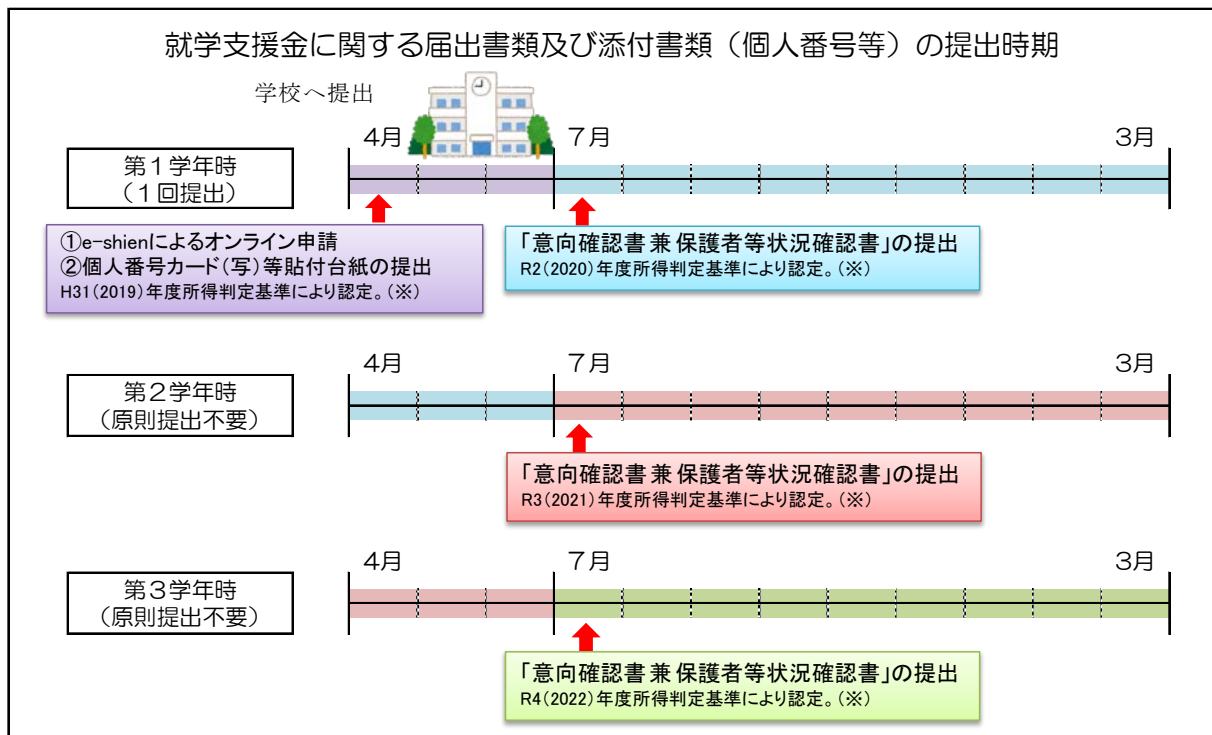 就学支援金に関する届出書類及び添付書類（個人番号等）の提出時期
学校へ提出
4月
7月
3月
第１学年時
（１回提出）
①e-shienによるオンライン申請
②個人番号カード（写）等貼付台紙の提出
H31（2019）年度所得判定基準により認定。（※）
「意向確認書 兼 保護者等状況確認書」の提出
R2（2020）年度所得判定基準により認定。（※）
4月
7月
3月
第２学年時
（原則提出不要）
「意向確認書 兼 保護者等状況確認書」の提出
R3（2021）年度所得判定基準により認定。（※）
4月
7月
3月
第３学年時
（原則提出不要）
「意向確認書 兼 保護者等状況確認書」の提出
R4（2022）年度所得判定基準により認定。（※）